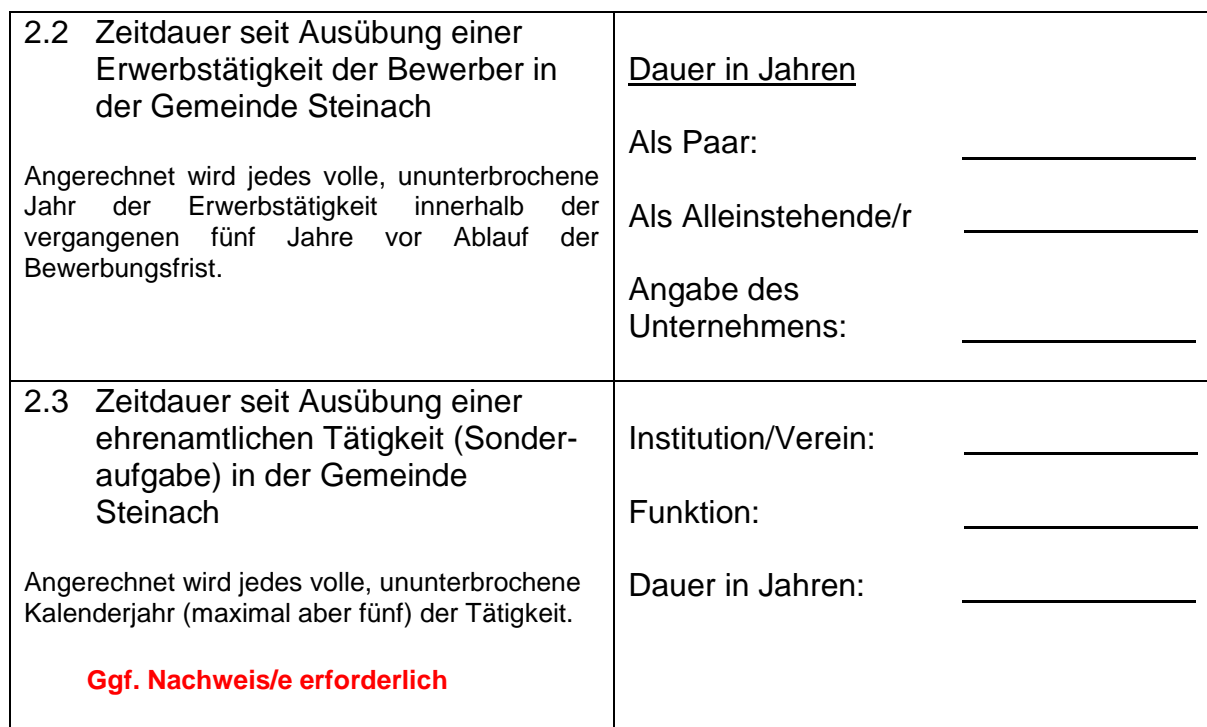 2.2 Zeitdauer seit Ausübung einer
Erwerbstätigkeit der Bewerber in
der Gemeinde Steinach
Angerechnet wird jedes volle, ununterbrochene
Jahr der Erwerbstätigkeit innerhalb der
vergangenen fünf Jahre vor Ablauf der
Bewerbungsfrist.
Dauer in Jahren
Als Paar:
Als Alleinstehende/r
Angabe des
Unternehmens:
2.3 Zeitdauer seit Ausübung einer
ehrenamtlichen Tätigkeit (Sonder-
aufgabe) in der Gemeinde
Steinach
Angerechnet wird jedes volle, ununterbrochene
Kalenderjahr (maximal aber fünf) der Tätigkeit.
Ggf. Nachweis/e erforderlich
Institution/Verein:
Funktion:
Dauer in Jahren: